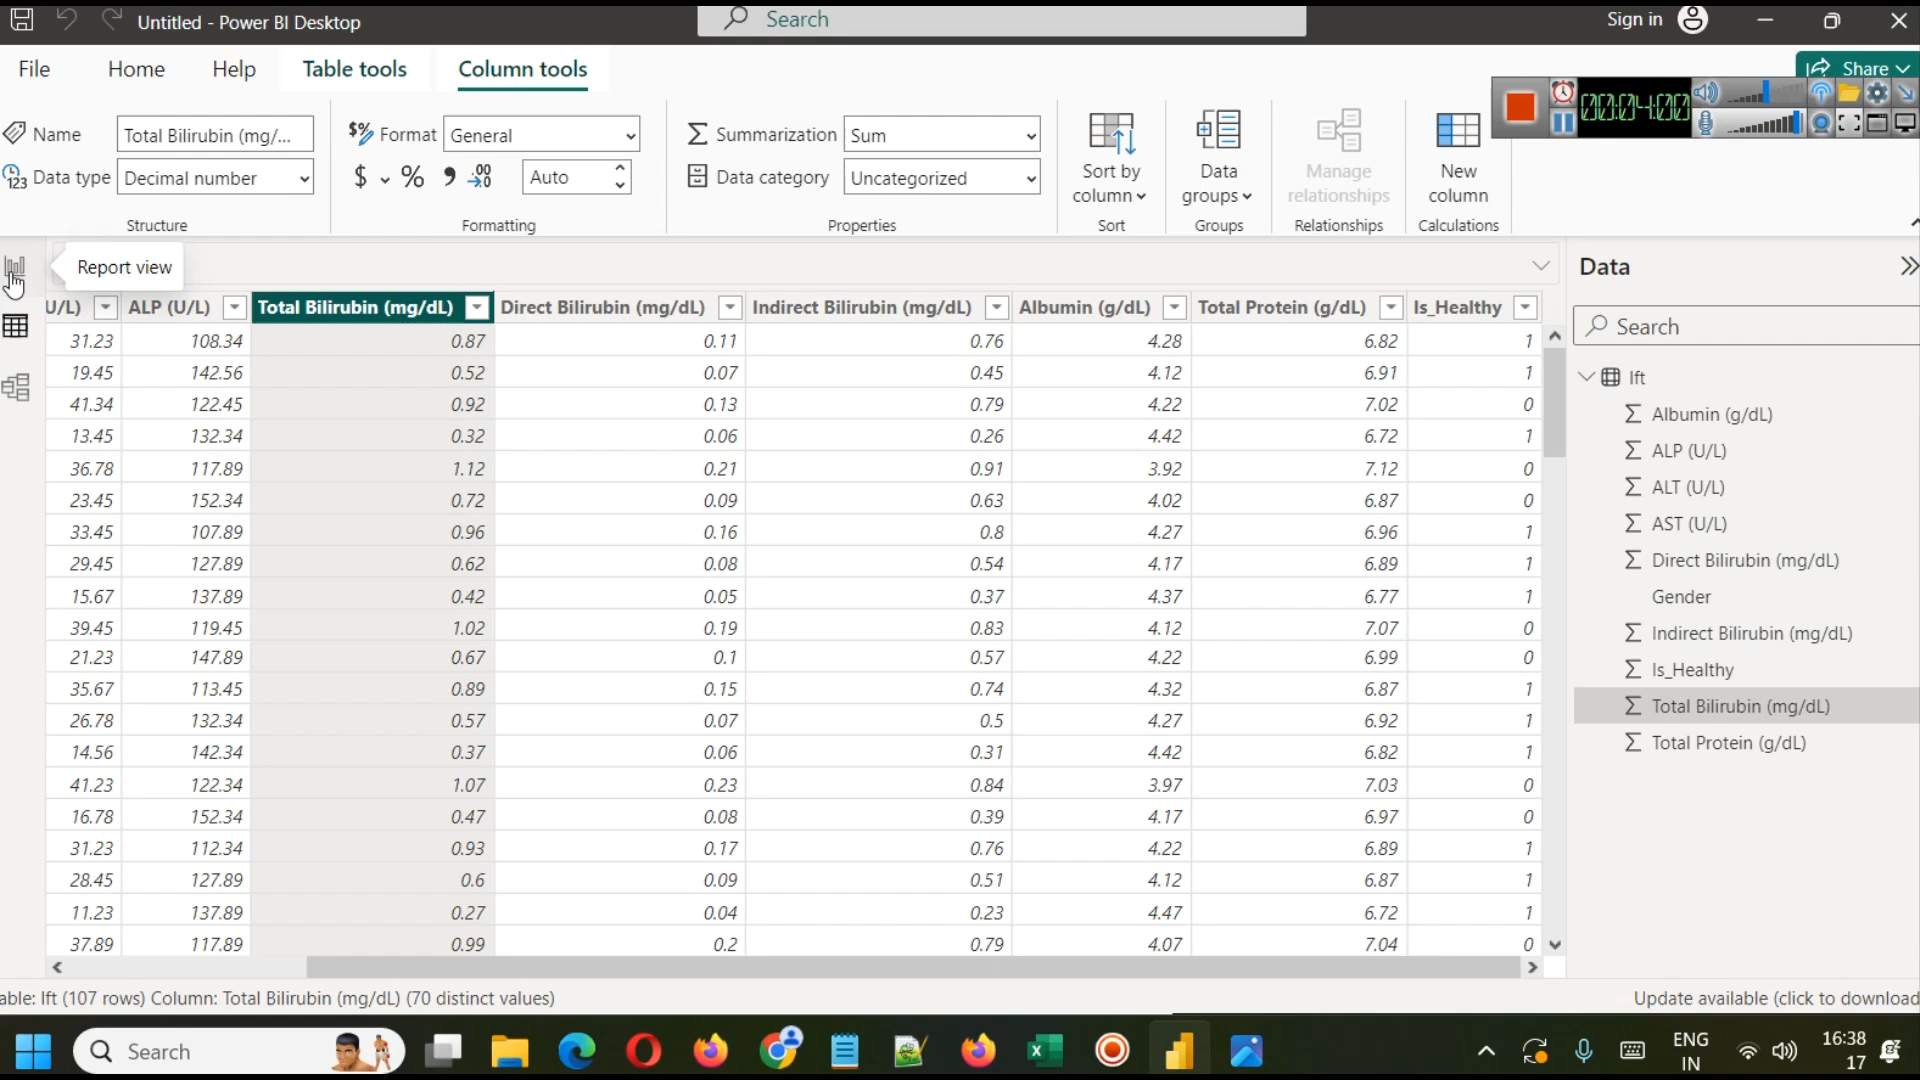 Untitled - Power BI Desktop
Search
Sign in
File
Home
Help
Table tools
Column tools
Share
00:04:00
Name
Total Bilirubin (mg/...
Data type
Decimal number
Structure
Format
General
$ % 9 .00
Auto
Formatting
Summarization
Sum
Data category
Uncategorized
Properties
Sort by
column
Sort
Data
groups
Groups
Manage
relationships
Relationships
New
column
Calculations
Report view
U/L) ALP (U/L) Total Bilirubin (mg/dL) Direct Bilirubin (mg/dL) Indirect Bilirubin (mg/dL) Albumin (g/dL) Total Protein (g/dL) Is_Healthy
31.23 108.34 0.87 0.11 0.76 4.28 6.82 1
19.45 142.56 0.52 0.07 0.45 4.12 6.91 1
41.34 122.45 0.92 0.13 0.79 4.22 7.02 0
13.45 132.34 0.32 0.06 0.26 4.42 6.72 1
36.78 117.89 1.12 0.21 0.91 3.92 7.12 0
23.45 152.34 0.72 0.09 0.63 4.02 6.87 0
33.45 107.89 0.96 0.16 0.8 4.27 6.96 1
29.45 127.89 0.62 0.08 0.54 4.17 6.89 1
15.67 137.89 0.42 0.05 0.37 4.37 6.77 1
39.45 119.45 1.02 0.19 0.83 4.12 7.07 0
21.23 147.89 0.67 0.1 0.57 4.22 6.99 0
35.67 113.45 0.89 0.15 0.74 4.32 6.87 1
26.78 132.34 0.57 0.07 0.5 4.27 6.92 1
14.56 142.34 0.37 0.06 0.31 4.42 6.82 1
41.23 122.34 1.07 0.23 0.84 3.97 7.03 0
16.78 152.34 0.47 0.08 0.39 4.17 6.97 0
31.23 112.34 0.93 0.17 0.76 4.22 6.89 1
28.45 127.89 0.6 0.09 0.51 4.12 6.87 1
11.23 137.89 0.27 0.04 0.23 4.47 6.72 1
37.89 117.89 0.99 0.2 0.79 4.07 7.04 0
Data
Search
lft
Albumin (g/dL)
ALP (U/L)
ALT (U/L)
AST (U/L)
Direct Bilirubin (mg/dL)
Gender
Indirect Bilirubin (mg/dL)
Is_Healthy
Total Bilirubin (mg/dL)
Total Protein (g/dL)
able: lft (107 rows) Column: Total Bilirubin (mg/dL) (70 distinct values)
Update available (click to download
Search
ENG
IN
16:38
17